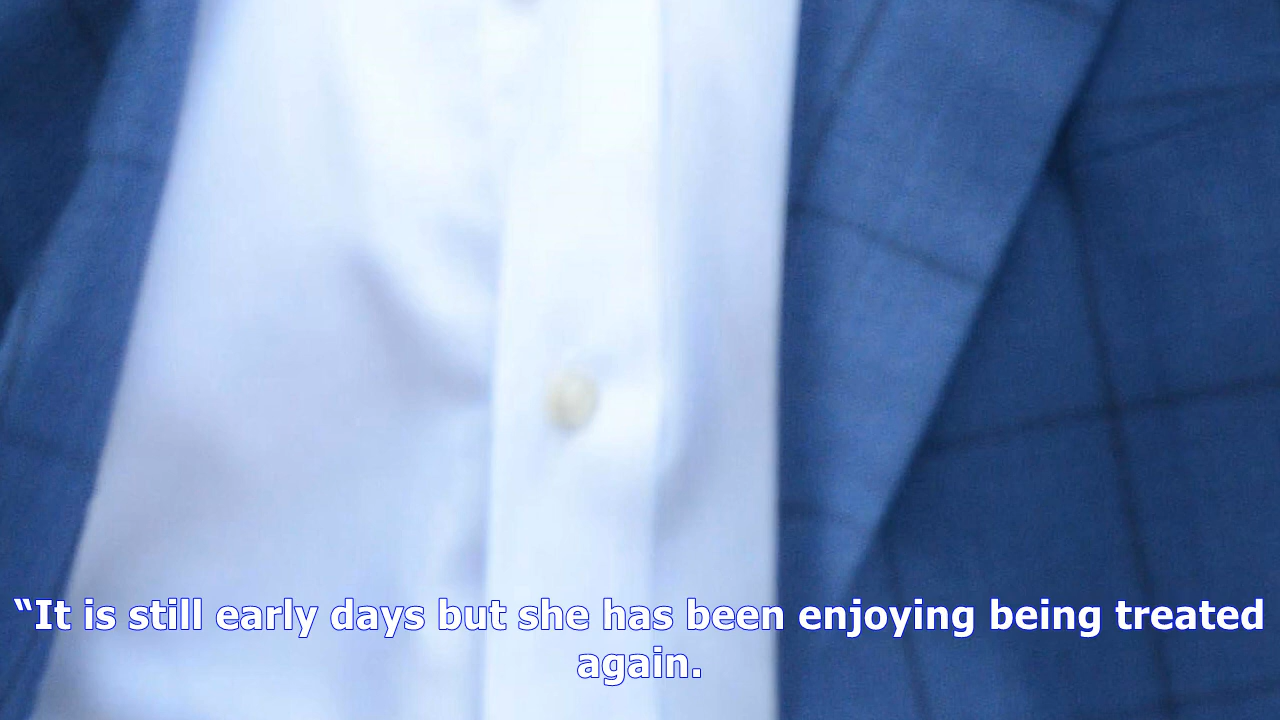 “It is still early days but she has been enjoying being treated
again.